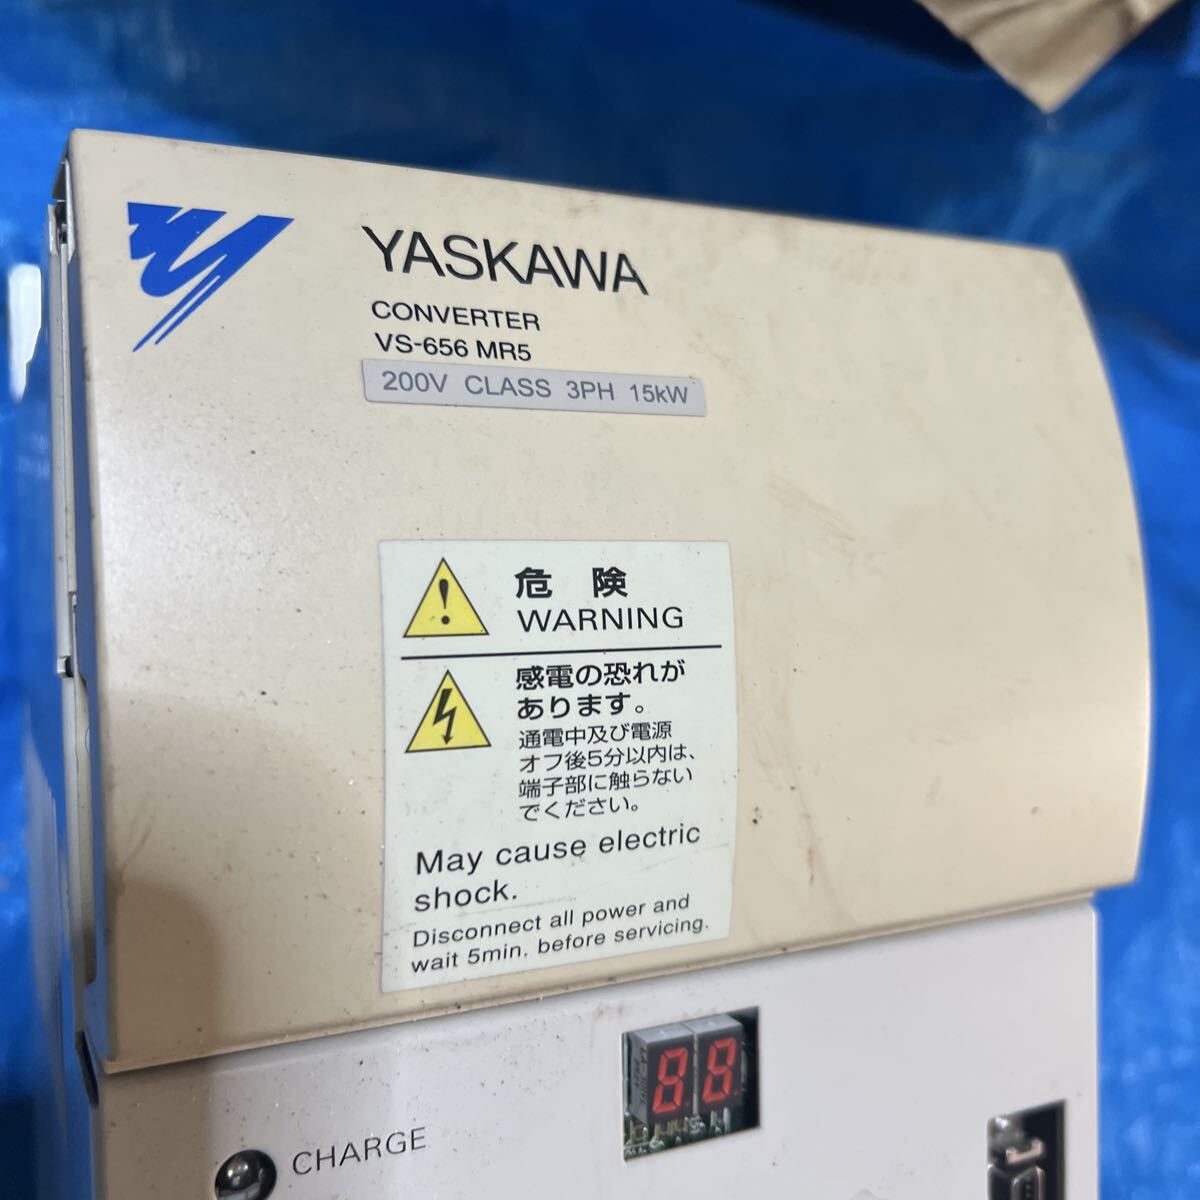 YASKAWA
CONVERTER
VS-656 MR5
200V CLASS 3PH 15kW
危険
WARNING
感電の恐れが
あります。
通電中及び電源
オフ後5分以内は、
端子部に触らない
でください。
May cause electric
shock.
Disconnect all power and
wait 5min. before servicing.
CHARGE